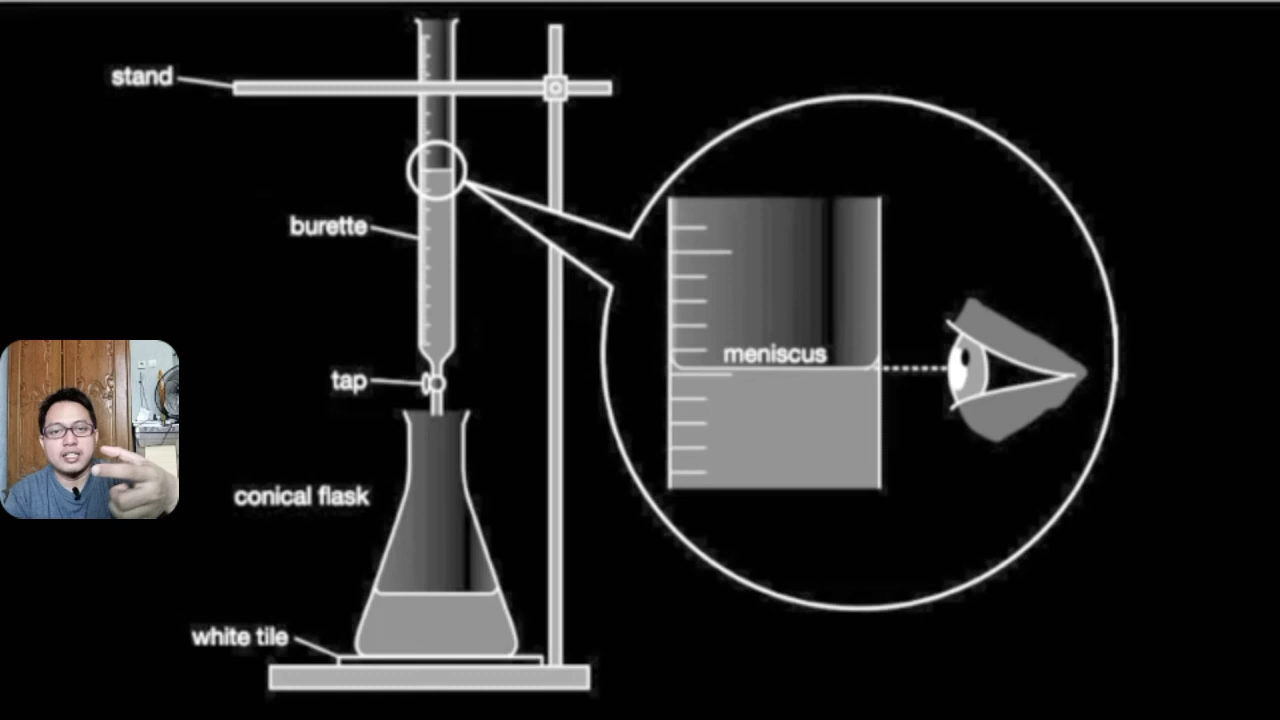 stand
burette
meniscus
tap
conical flask
white tile